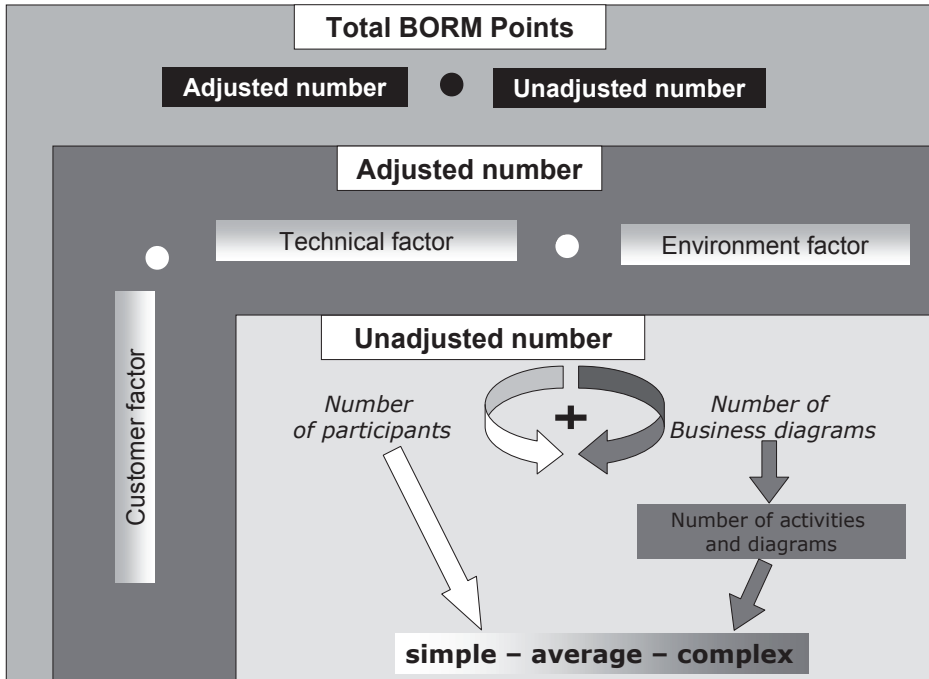 Total BORM Points
Adjusted number
Unadjusted number
Adjusted number
Technical factor
Environment factor
Customer factor
Unadjusted number
Number
of participants
+
Number of
Business diagrams
Number of activities
and diagrams
simple – average – complex